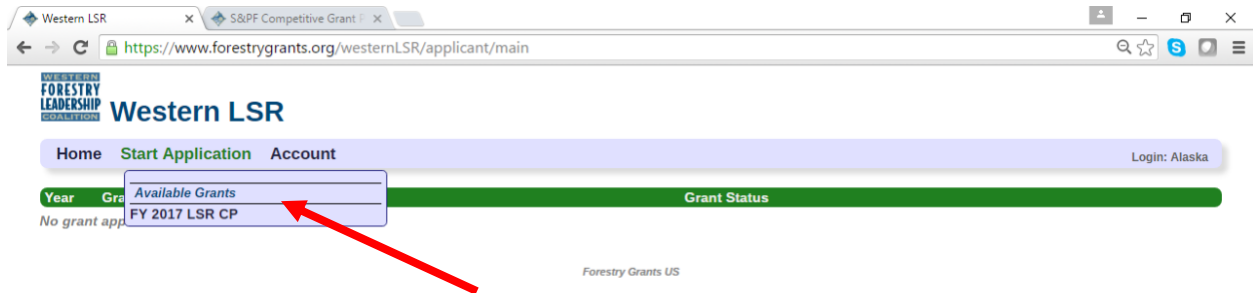 Western LSR
S&PF Competitive Grant
https://www.forestrygrants.org/westernLSR/applicant/main
WESTERN
FORESTRY
LEADERSHIP
COALITION
Western LSR
Home Start Application Account Login: Alaska
Available Grants
Year Gra Grant Status
FY 2017 LSR CP
No grant app
Forestry Grants US